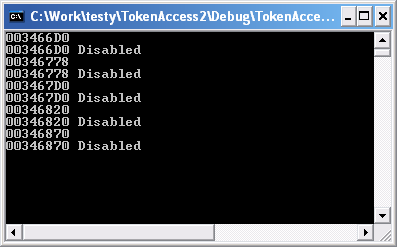 C:\Work\testy\TokenAccess2\Debug\TokenAcce...
003466D0
003466D0 Disabled
00346778
00346778 Disabled
003467D0
003467D0 Disabled
00346820
00346820 Disabled
00346870
00346870 Disabled